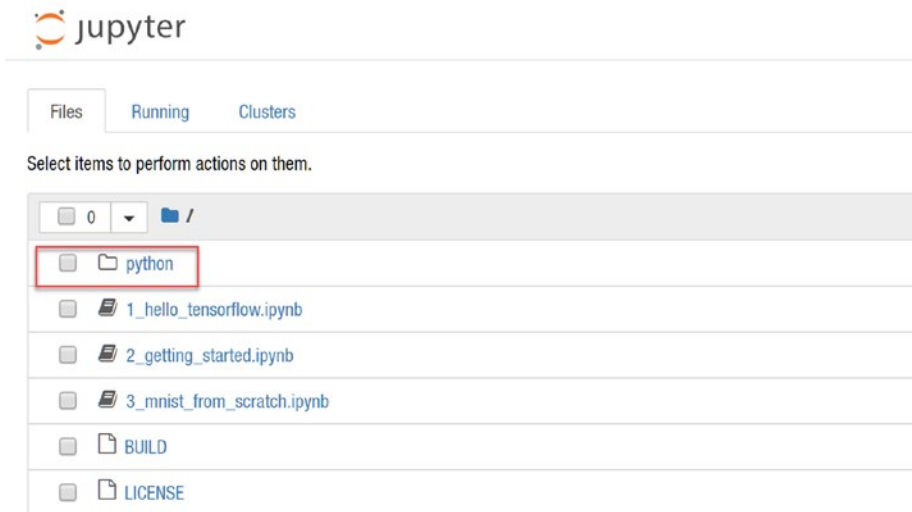 jupyter
Files Running Clusters
Select items to perform actions on them.
0 /
python
1_hello_tensorflow.ipynb
2_getting_started.ipynb
3_mnist_from_scratch.ipynb
BUILD
LICENSE